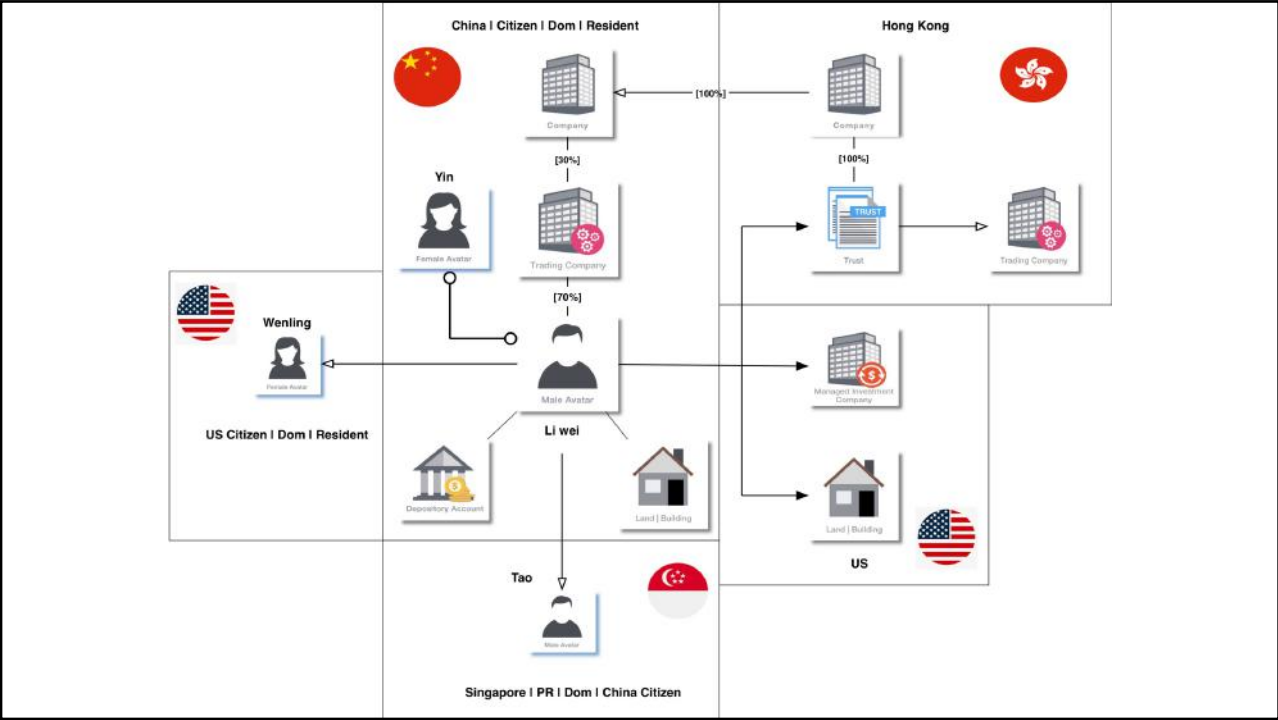 China | Citizen | Dom | Resident
Hong Kong
Company
[100%]
Company
[30%]
[100%]
Yin
Female Avatar
Trading Company
TRUST
Trust
Trading Company
[70%]
Wenling
Female Avatar
Male Avatar
Managed Investment
Company
US Citizen | Dom | Resident
Li wei
$
Depository Account
Land | Building
Land | Building
US
Tao
Male Avatar
Singapore | PR | Dom | China Citizen